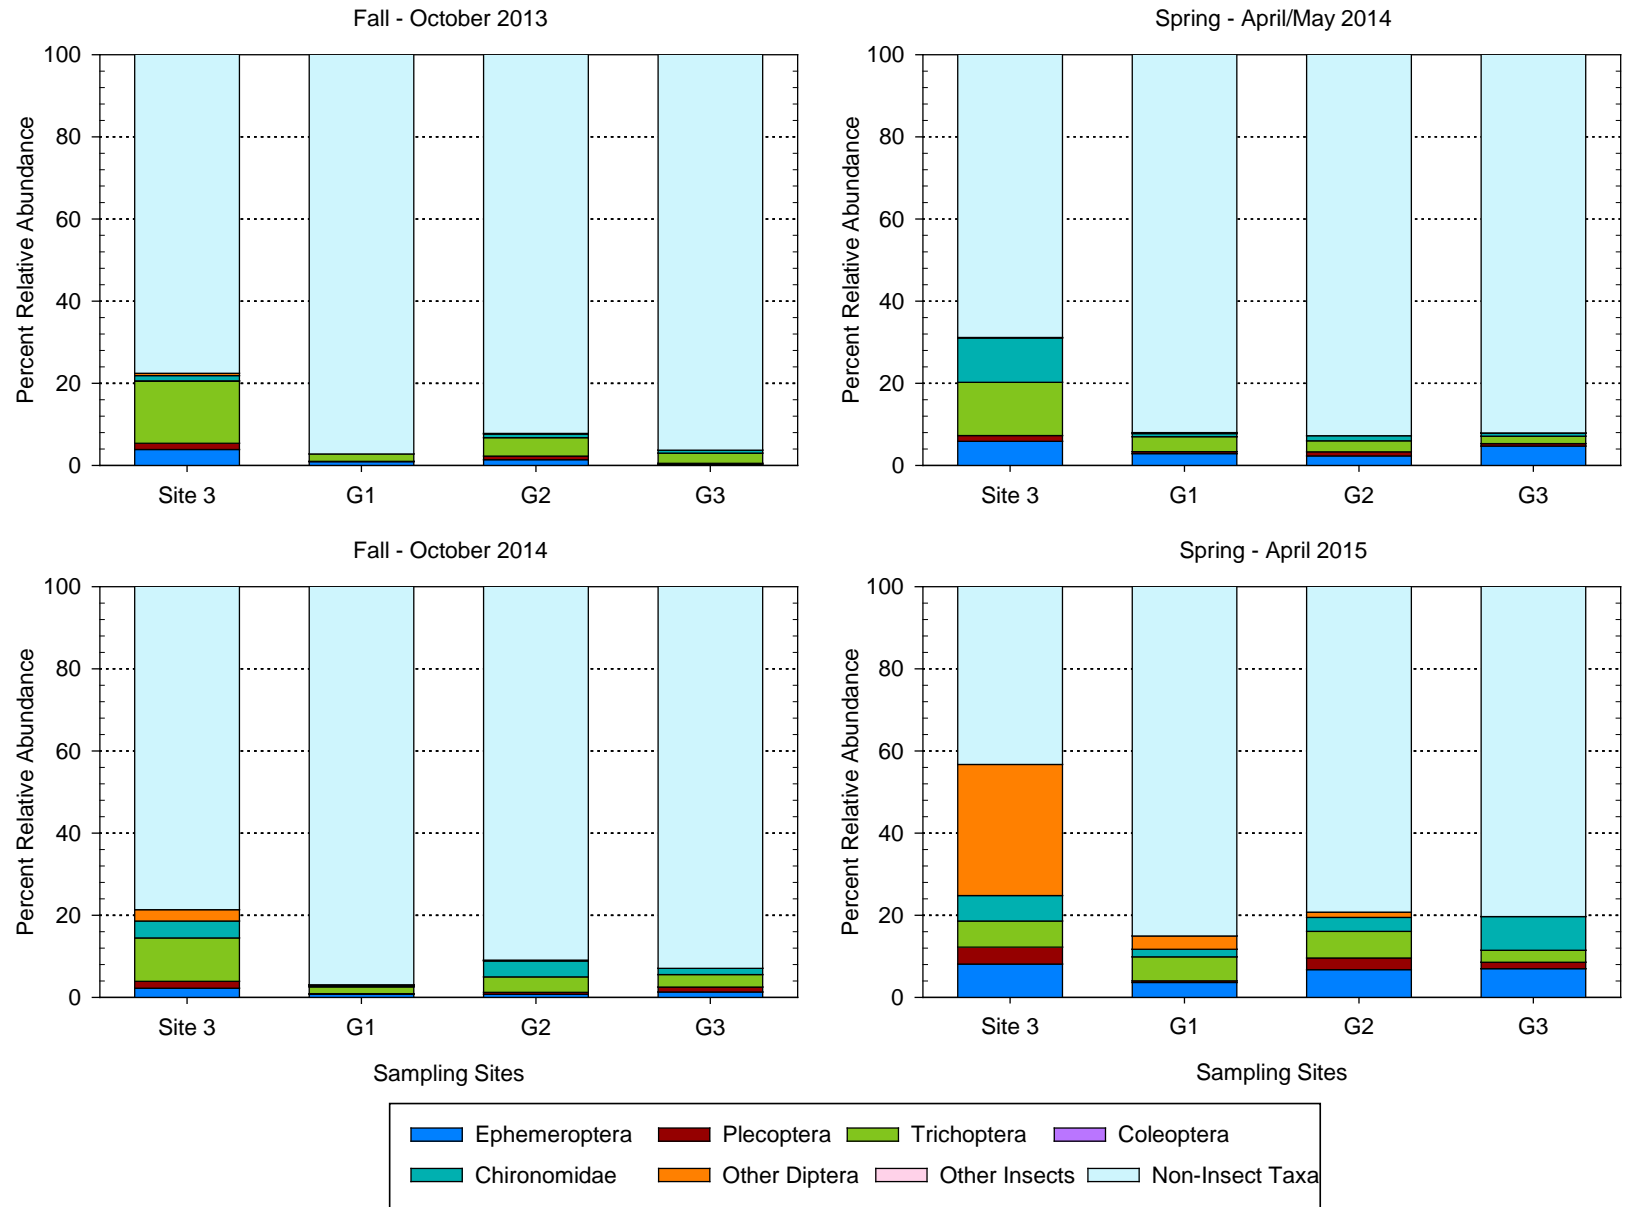 Fall - October 2013
Spring - April/May 2014
Percent Relative Abundance
100
80
60
40
20
0
Site 3 G1 G2 G3
Percent Relative Abundance
100
80
60
40
20
0
Site 3 G1 G2 G3
Fall - October 2014
Spring - April 2015
Percent Relative Abundance
100
80
60
40
20
0
Site 3 G1 G2 G3
Sampling Sites
Percent Relative Abundance
100
80
60
40
20
0
Site 3 G1 G2 G3
Sampling Sites
Ephemeroptera Plecoptera Trichoptera Coleoptera
Chironomidae Other Diptera Other Insects Non-Insect Taxa